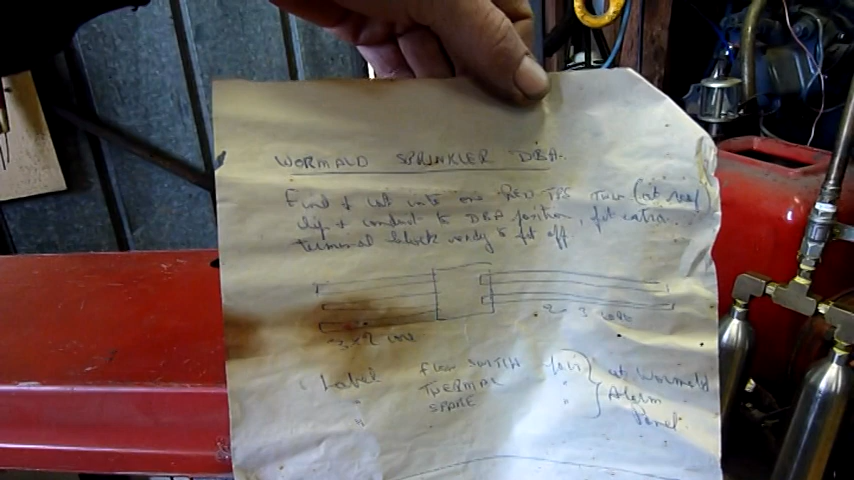 WORMALD SPRINKLER DBA.
Find & cut into one RED TPS Twin (at roof)
clip & conduit to DBA position, fit extra
terminal block ready to fit off
3 x 2 core
2 - 3 core
(Label FLOW SWITCH pair at Wormald
" THERMAL " Alarm
" SPARE " Panel